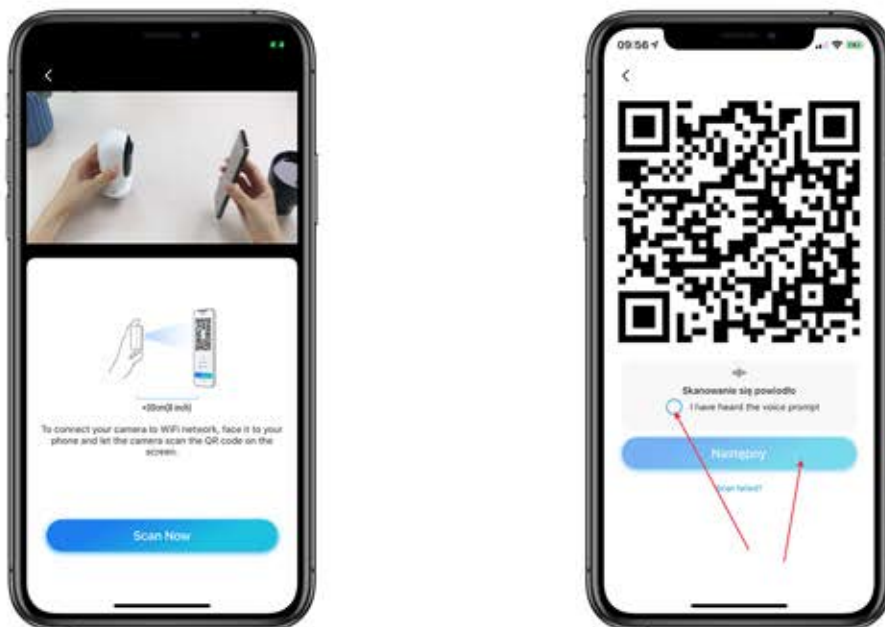 ≈20cm(8 inch)
To connect your camera to WiFi network, face it to your
phone and let the camera scan the QR code on the
screen.
Scan Now
09:56
Skanowanie się powiodło
I have heard the voice prompt
Następny
Scan failed?